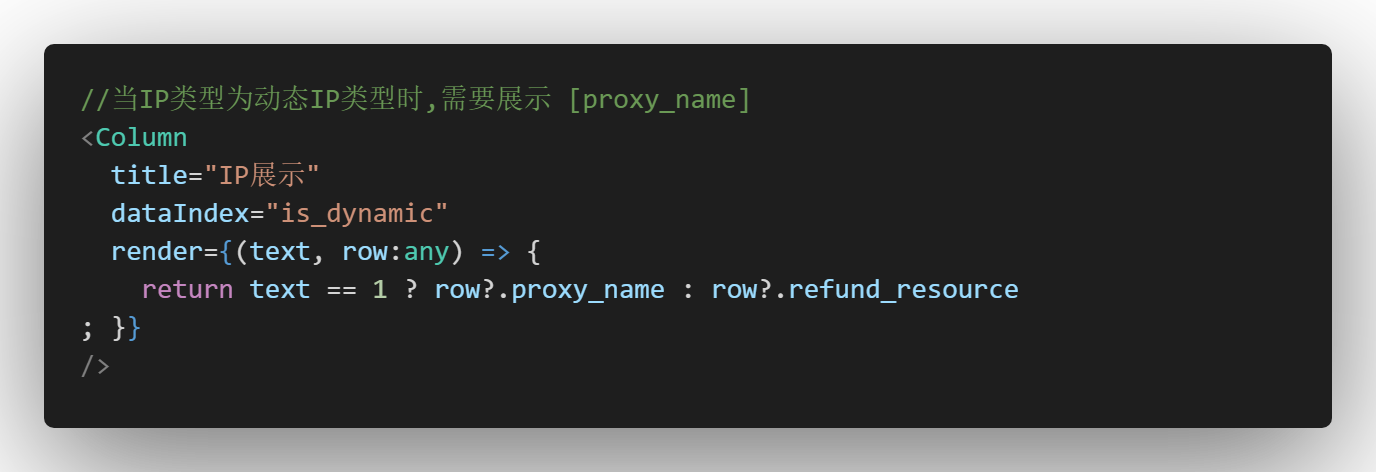 //当IP类型为动态IP类型时,需要展示 [proxy_name]
<Column
title="IP展示"
dataIndex="is_dynamic"
render={(text, row:any) => {
return text == 1 ? row?.proxy_name : row?.refund_resource
; }}
/>